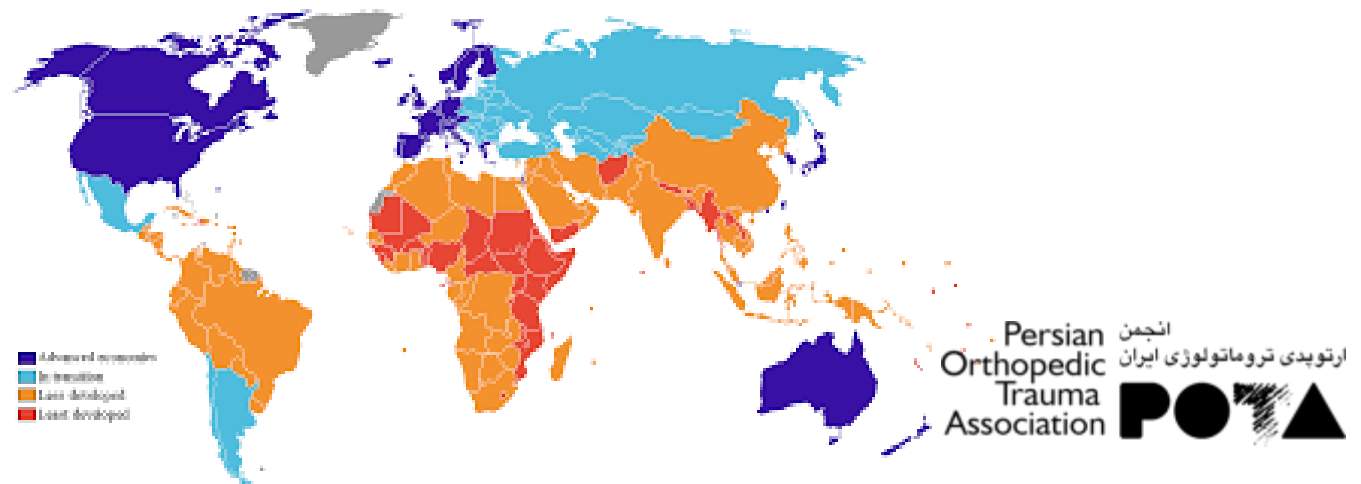 Advanced economies
In transition
Less developed
Least developed
Persian
Orthopedic
Trauma
Association
انجمن
ارتوپدی تروماتولوژی ایران
POTA